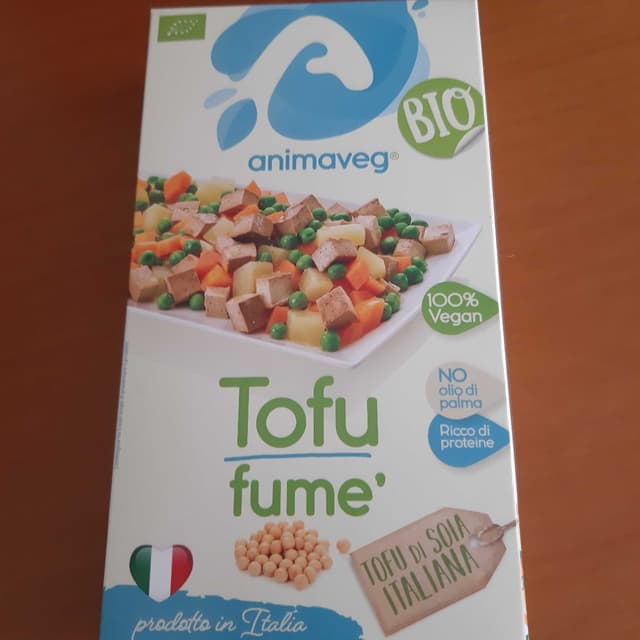 BIO
animaveg®
100%
Vegan
NO
olio di
palma
Ricco di
proteine
Tofu
fume'
TOFU DI SOIA
ITALIANA
prodotto in Italia